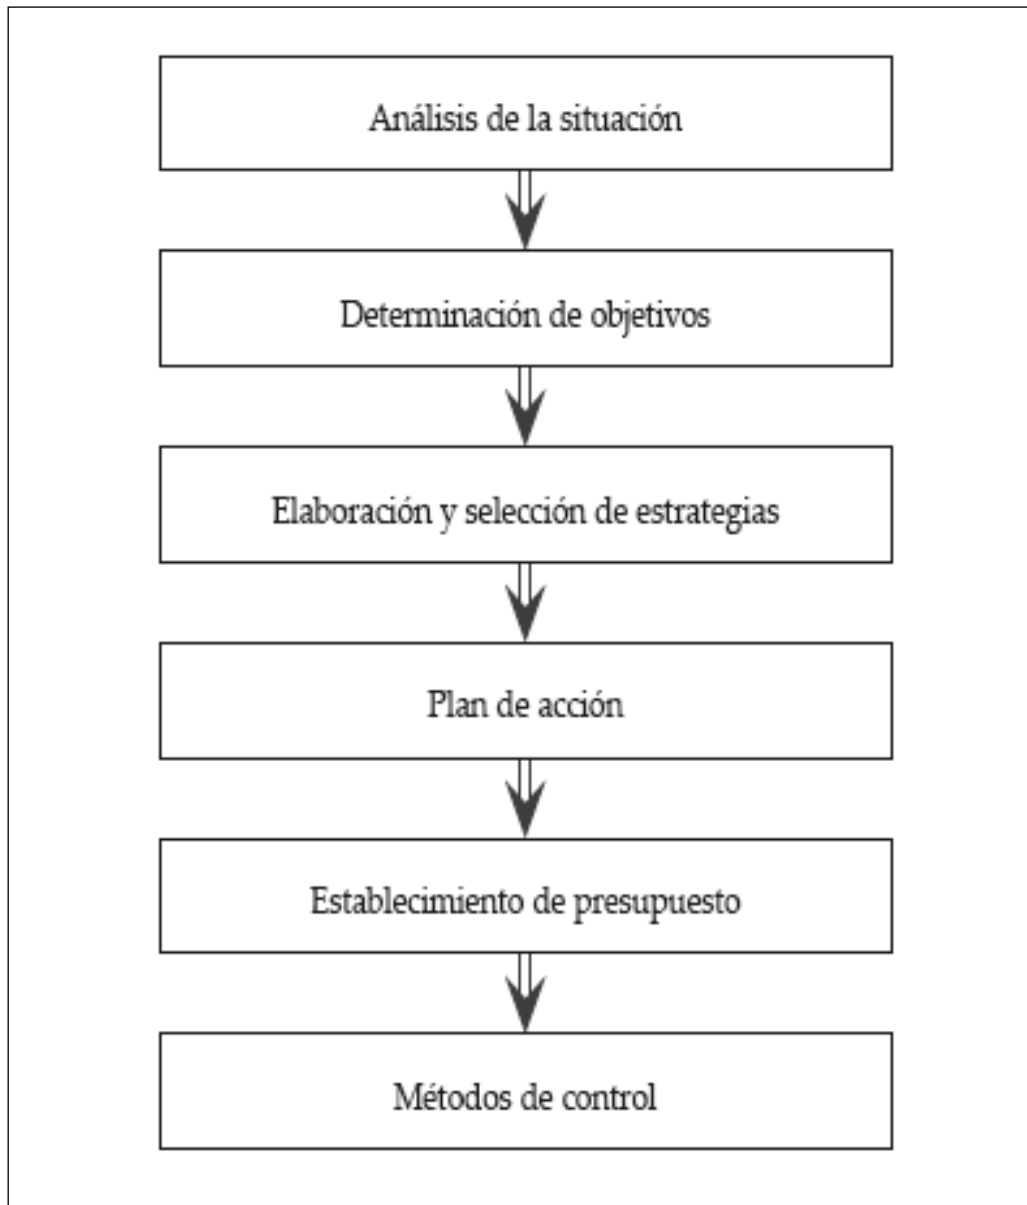 Análisis de la situación
Determinación de objetivos
Elaboración y selección de estrategias
Plan de acción
Establecimiento de presupuesto
Métodos de control